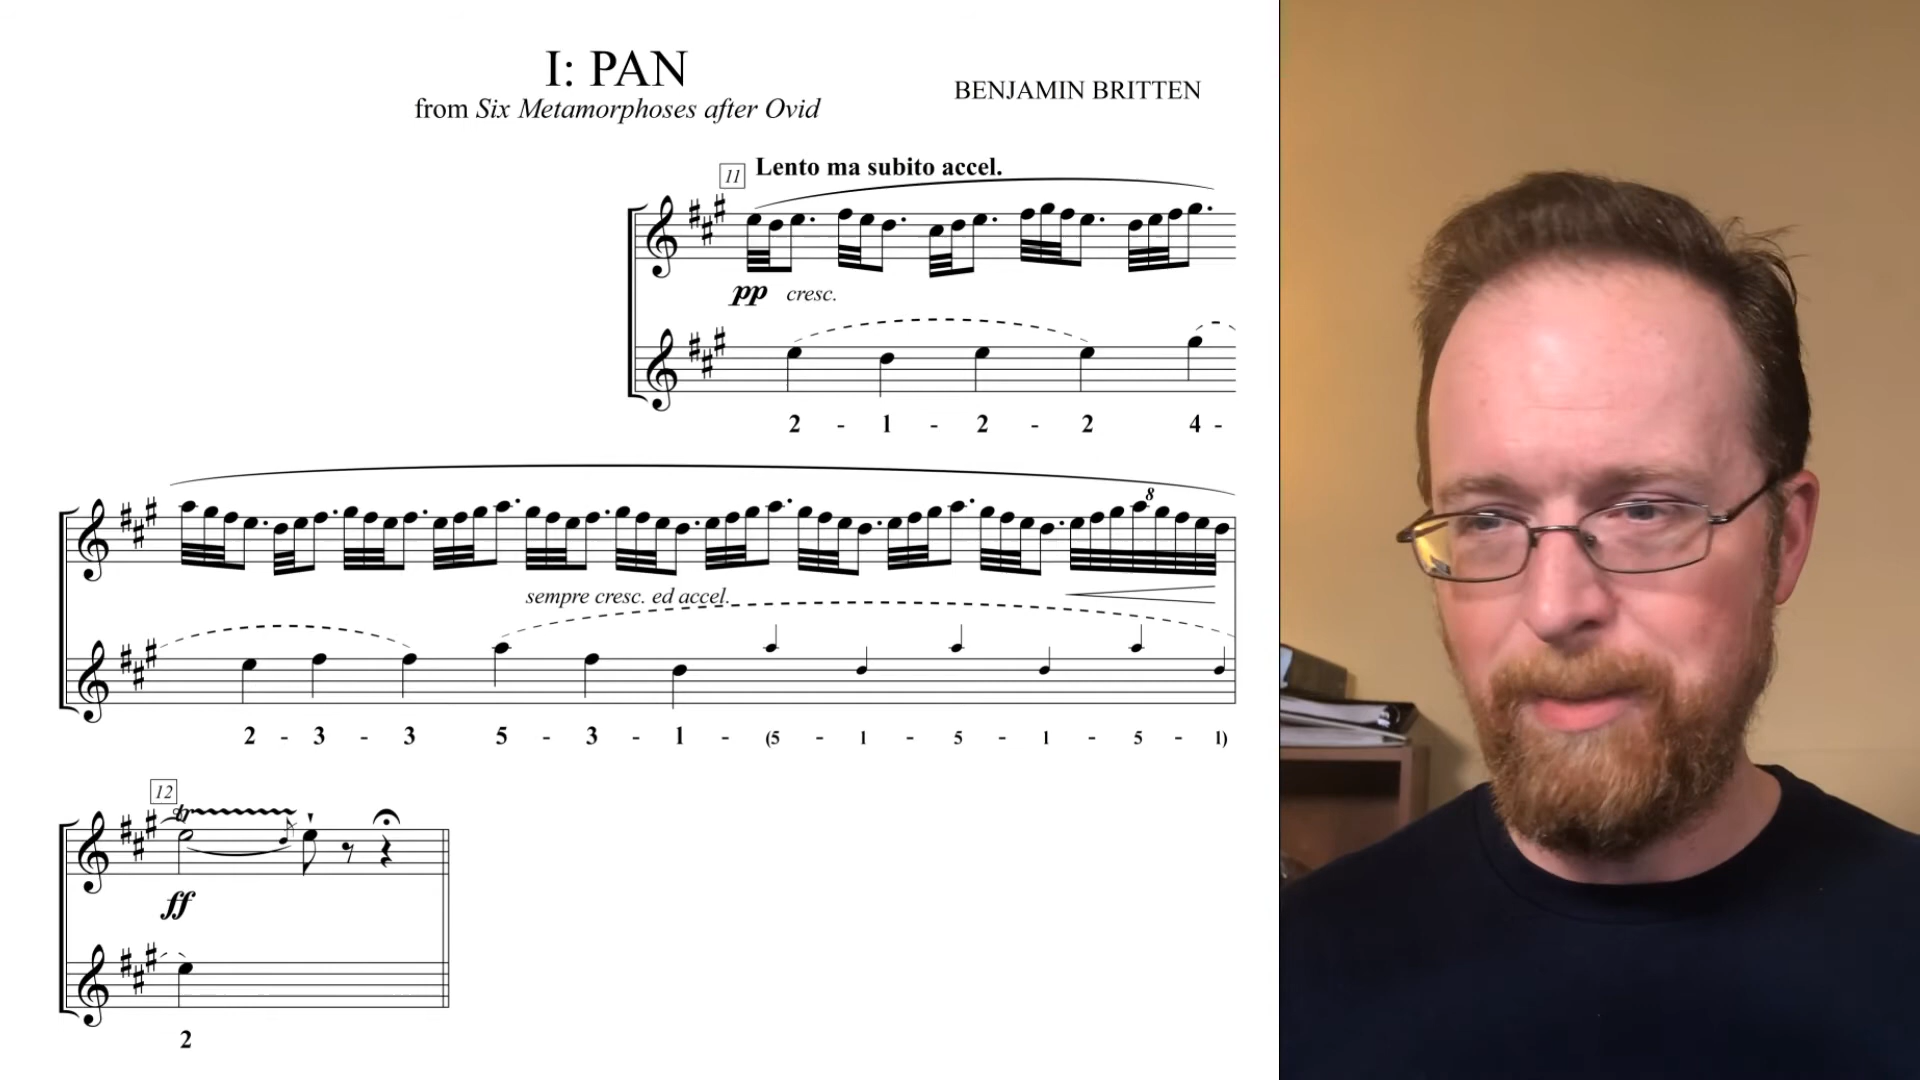 I: PAN
from Six Metamorphoses after Ovid
BENJAMIN BRITTEN
11 Lento ma subito accel.
pp cresc.
2 - 1 - 2 - 2 4 -
8
sempre cresc. ed accel.
2 - 3 - 3 5 - 3 - 1 - (5 - 1 - 5 - 1 - 5 - 1)
12
tr
ff
2